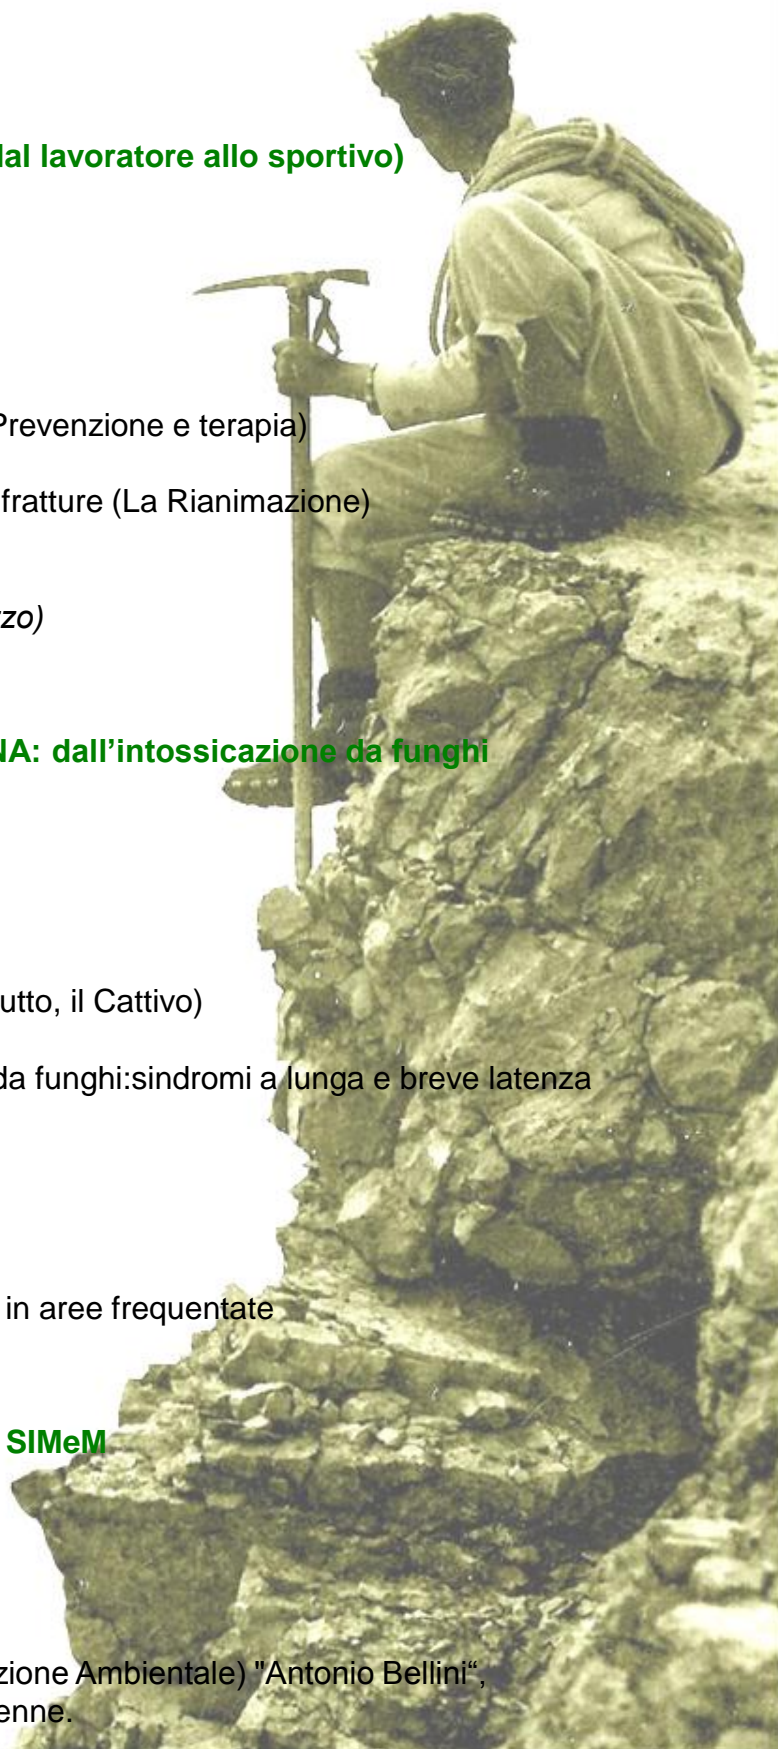 dal lavoratore allo sportivo)
Prevenzione e terapia)
fratture (La Rianimazione)
zzo)
NA: dall’intossicazione da funghi
utto, il Cattivo)
da funghi:sindromi a lunga e breve latenza
in aree frequentate
SIMeM
zione Ambientale) "Antonio Bellini“,
enne.